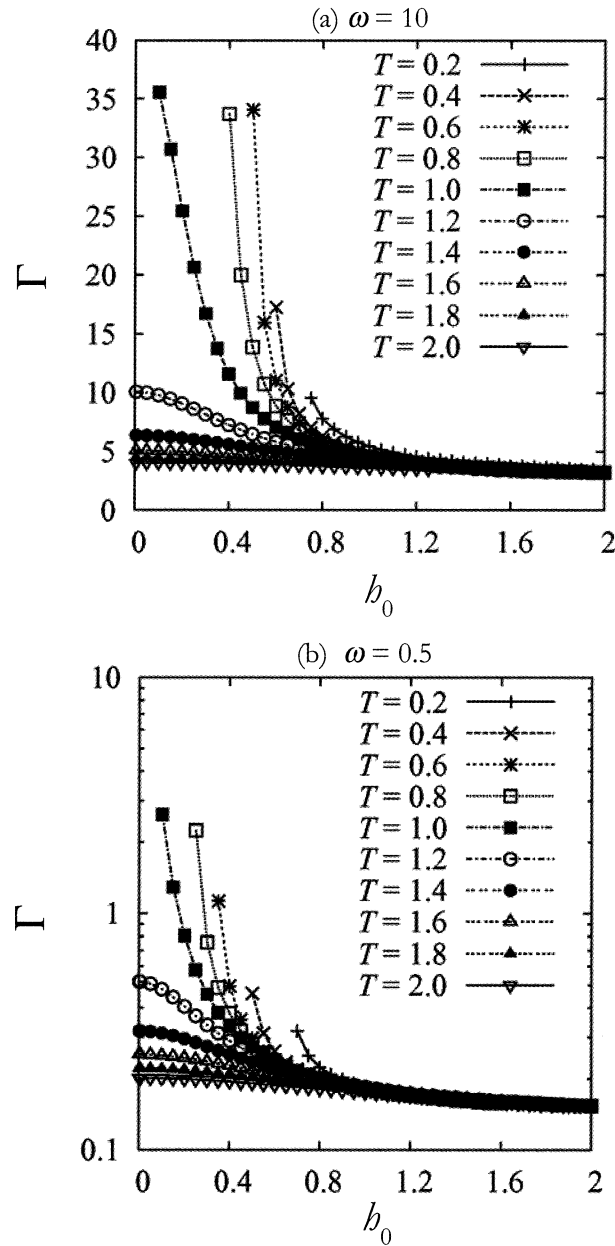 (a) ω = 10
40
35
30
25
20
15
10
5
0
Γ
T = 0.2
T = 0.4
T = 0.6
T = 0.8
T = 1.0
T = 1.2
T = 1.4
T = 1.6
T = 1.8
T = 2.0
0 0.4 0.8 1.2 1.6 2
h₀
(b) ω = 0.5
10
1
0.1
Γ
T = 0.2
T = 0.4
T = 0.6
T = 0.8
T = 1.0
T = 1.2
T = 1.4
T = 1.6
T = 1.8
T = 2.0
0 0.4 0.8 1.2 1.6 2
h₀